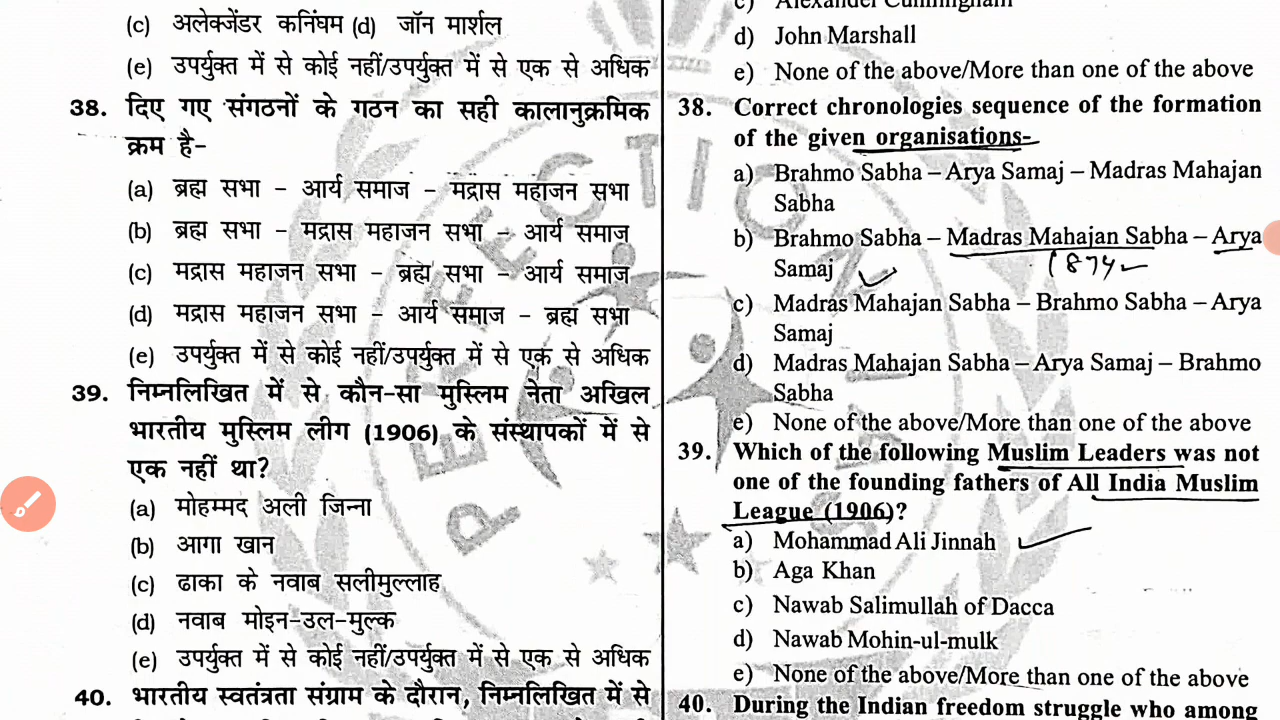 (c) अलेक्जेंडर कनिंघम (d) जॉन मार्शल
(e) उपर्युक्त में से कोई नहीं/उपर्युक्त में से एक से अधिक
38. दिए गए संगठनों के गठन का सही कालानुक्रमिक
क्रम है-
(a) ब्रह्म सभा - आर्य समाज - मद्रास महाजन सभा
(b) ब्रह्म सभा - मद्रास महाजन सभा - आर्य समाज
(c) मद्रास महाजन सभा - ब्रह्म सभा - आर्य समाज
(d) मद्रास महाजन सभा - आर्य समाज - ब्रह्म सभा
(e) उपर्युक्त में से कोई नहीं/उपर्युक्त में से एक से अधिक
39. निम्नलिखित में से कौन-सा मुस्लिम नेता अखिल
भारतीय मुस्लिम लीग (1906) के संस्थापकों में से
एक नहीं था?
(a) मोहम्मद अली जिन्ना
(b) आगा खान
(c) ढाका के नवाब सलीमुल्लाह
(d) नवाब मोइन-उल-मुल्क
(e) उपर्युक्त में से कोई नहीं/उपर्युक्त में से एक से अधिक
40. भारतीय स्वतंत्रता संग्राम के दौरान, निम्नलिखित में से
c) Alexander Cunningham
d) John Marshall
e) None of the above/More than one of the above
38. Correct chronologies sequence of the formation
of the given organisations-
a) Brahmo Sabha – Arya Samaj – Madras Mahajan
Sabha
b) Brahmo Sabha – Madras Mahajan Sabha – Arya
Samaj
1874
c) Madras Mahajan Sabha – Brahmo Sabha – Arya
Samaj
d) Madras Mahajan Sabha – Arya Samaj – Brahmo
Sabha
e) None of the above/More than one of the above
39. Which of the following Muslim Leaders was not
one of the founding fathers of All India Muslim
League (1906)?
a) Mohammad Ali Jinnah
b) Aga Khan
c) Nawab Salimullah of Dacca
d) Nawab Mohin-ul-mulk
e) None of the above/More than one of the above
40. During the Indian freedom struggle who among